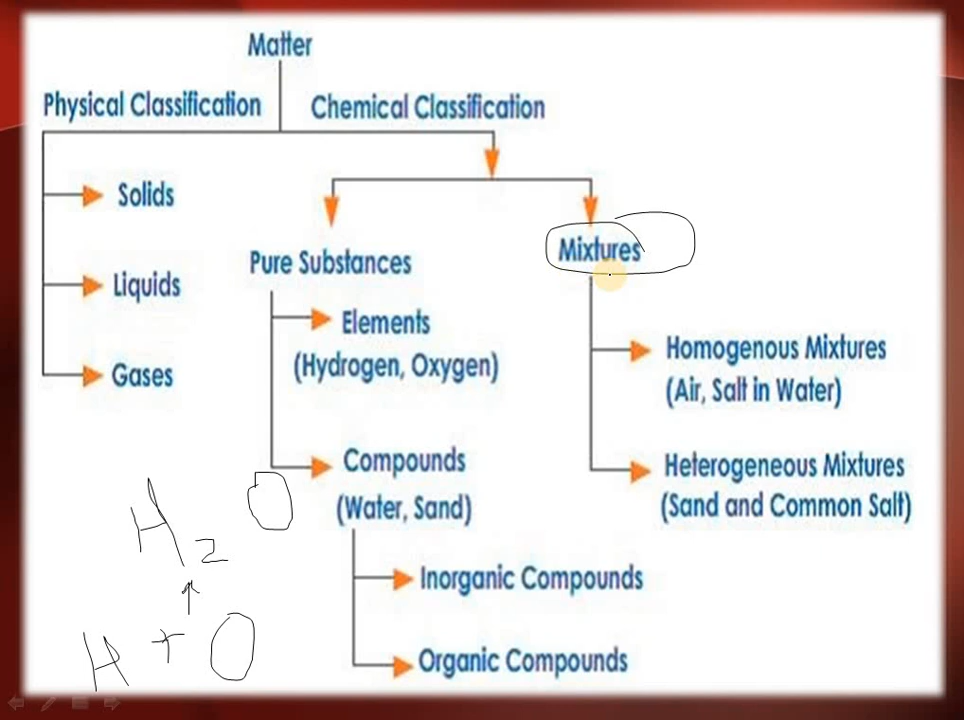 Matter
Physical Classification
Chemical Classification
Solids
Liquids
Gases
Pure Substances
Elements
(Hydrogen, Oxygen)
Compounds
(Water, Sand)
Inorganic Compounds
Organic Compounds
Mixtures
Homogenous Mixtures
(Air, Salt in Water)
Heterogeneous Mixtures
(Sand and Common Salt)
H2O
H + O